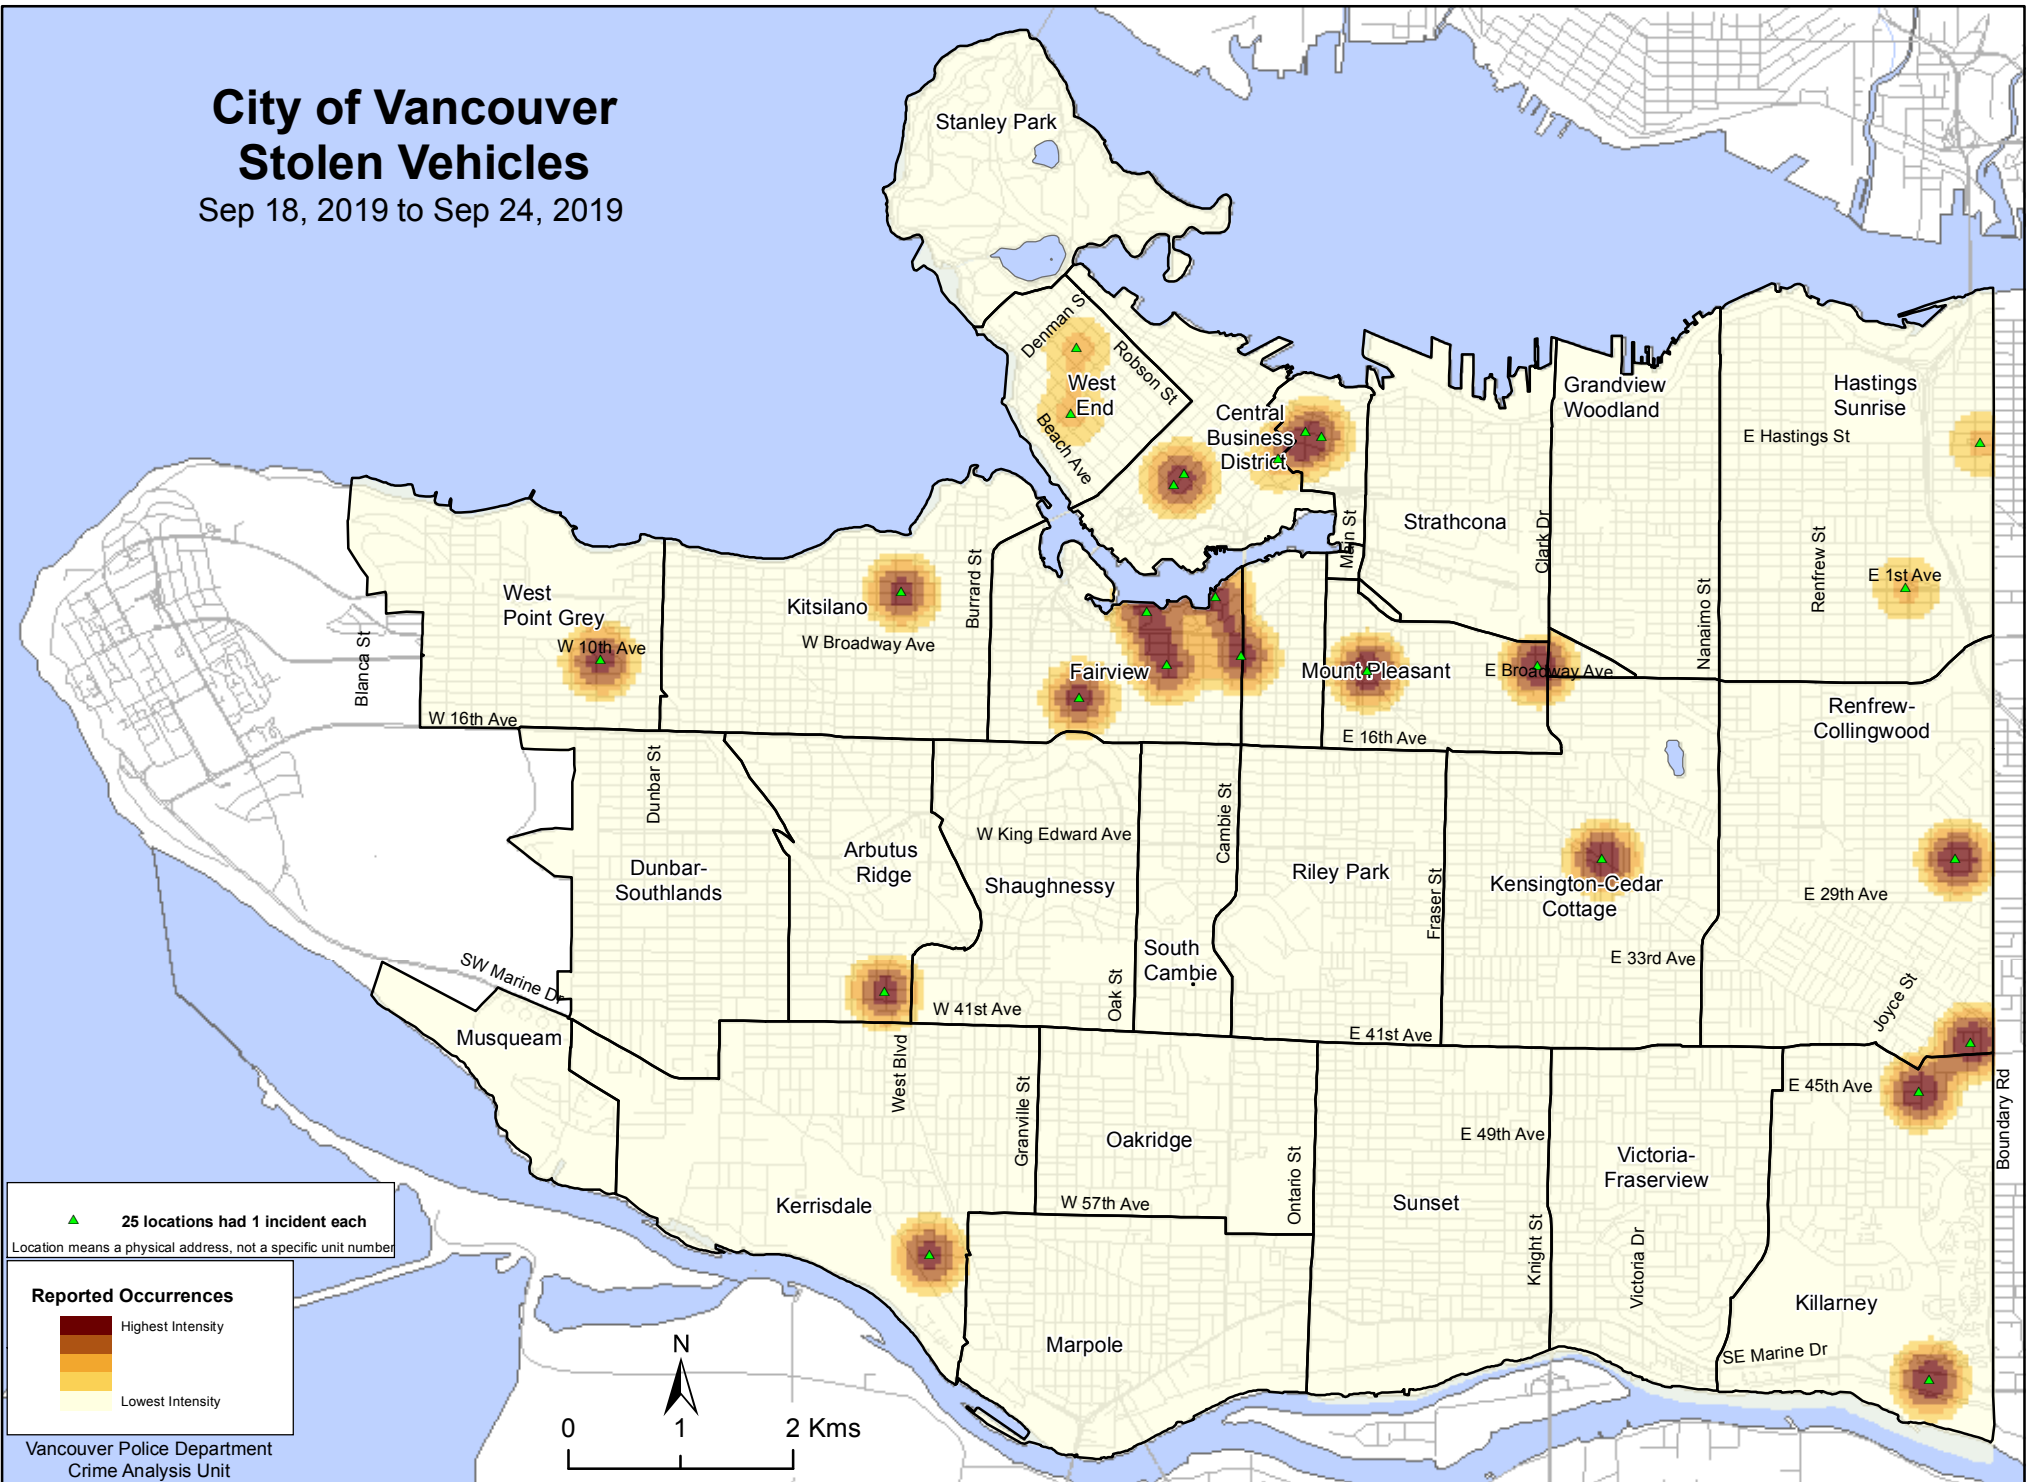 City of Vancouver
Stolen Vehicles
Sep 18, 2019 to Sep 24, 2019
Stanley Park
Denman S
Robson St
West
End
Beach Ave
Central
Business
District
Grandview
Woodland
Hastings
Sunrise
E Hastings St
Strathcona
Main St
Clark Dr
Nanaimo St
Renfrew St
E 1st Ave
West
Point Grey
W 10th Ave
Blanca St
W 16th Ave
Kitsilano
W Broadway Ave
Burrard St
Fairview
Mount Pleasant
E Broadway Ave
E 16th Ave
Renfrew-
Collingwood
Dunbar St
Dunbar-
Southlands
Arbutus
Ridge
W King Edward Ave
Shaughnessy
Cambie St
Riley Park
Fraser St
Kensington-Cedar
Cottage
E 29th Ave
E 33rd Ave
South
Cambie
Oak St
W 41st Ave
E 41st Ave
Joyce St
SW Marine Dr
Musqueam
West Blvd
Granville St
Oakridge
E 49th Ave
E 45th Ave
Boundary Rd
Victoria-
Fraserview
Kerrisdale
W 57th Ave
Ontario St
Sunset
Knight St
Victoria Dr
Killarney
SE Marine Dr
Marpole
25 locations had 1 incident each
Location means a physical address, not a specific unit number
Reported Occurrences
Highest Intensity
Lowest Intensity
Vancouver Police Department
Crime Analysis Unit
N
0 1 2 Kms